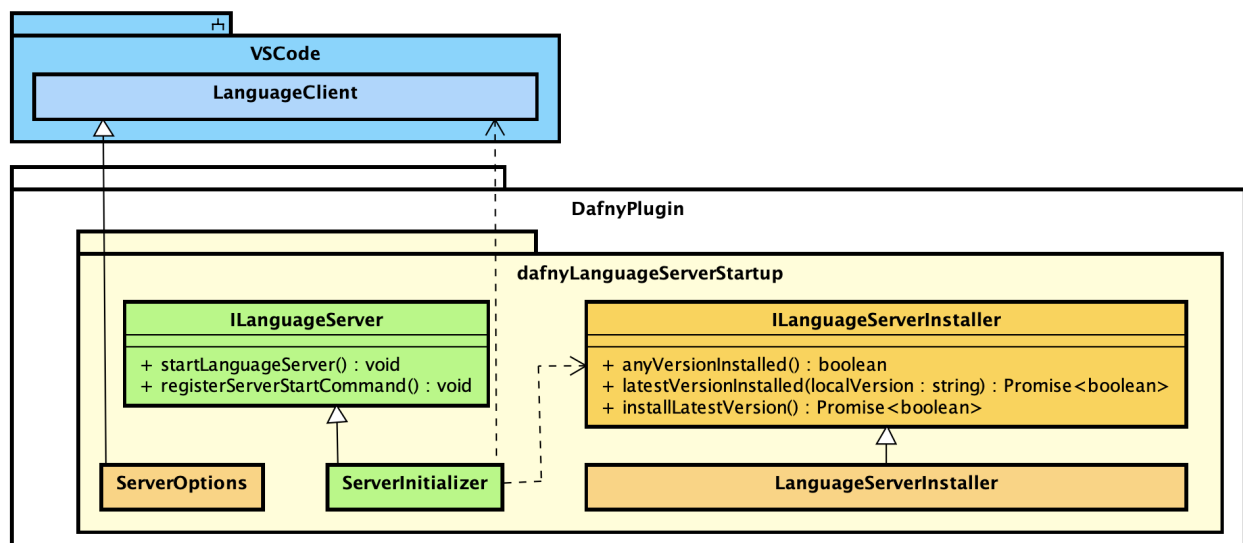 VSCode
LanguageClient
DafnyPlugin
dafnyLanguageServerStartup
ILanguageServer
+ startLanguageServer() : void
+ registerServerStartCommand() : void
ILanguageServerInstaller
+ anyVersionInstalled() : boolean
+ latestVersionInstalled(localVersion : string) : Promise<boolean>
+ installLatestVersion() : Promise<boolean>
ServerOptions
ServerInitializer
LanguageServerInstaller